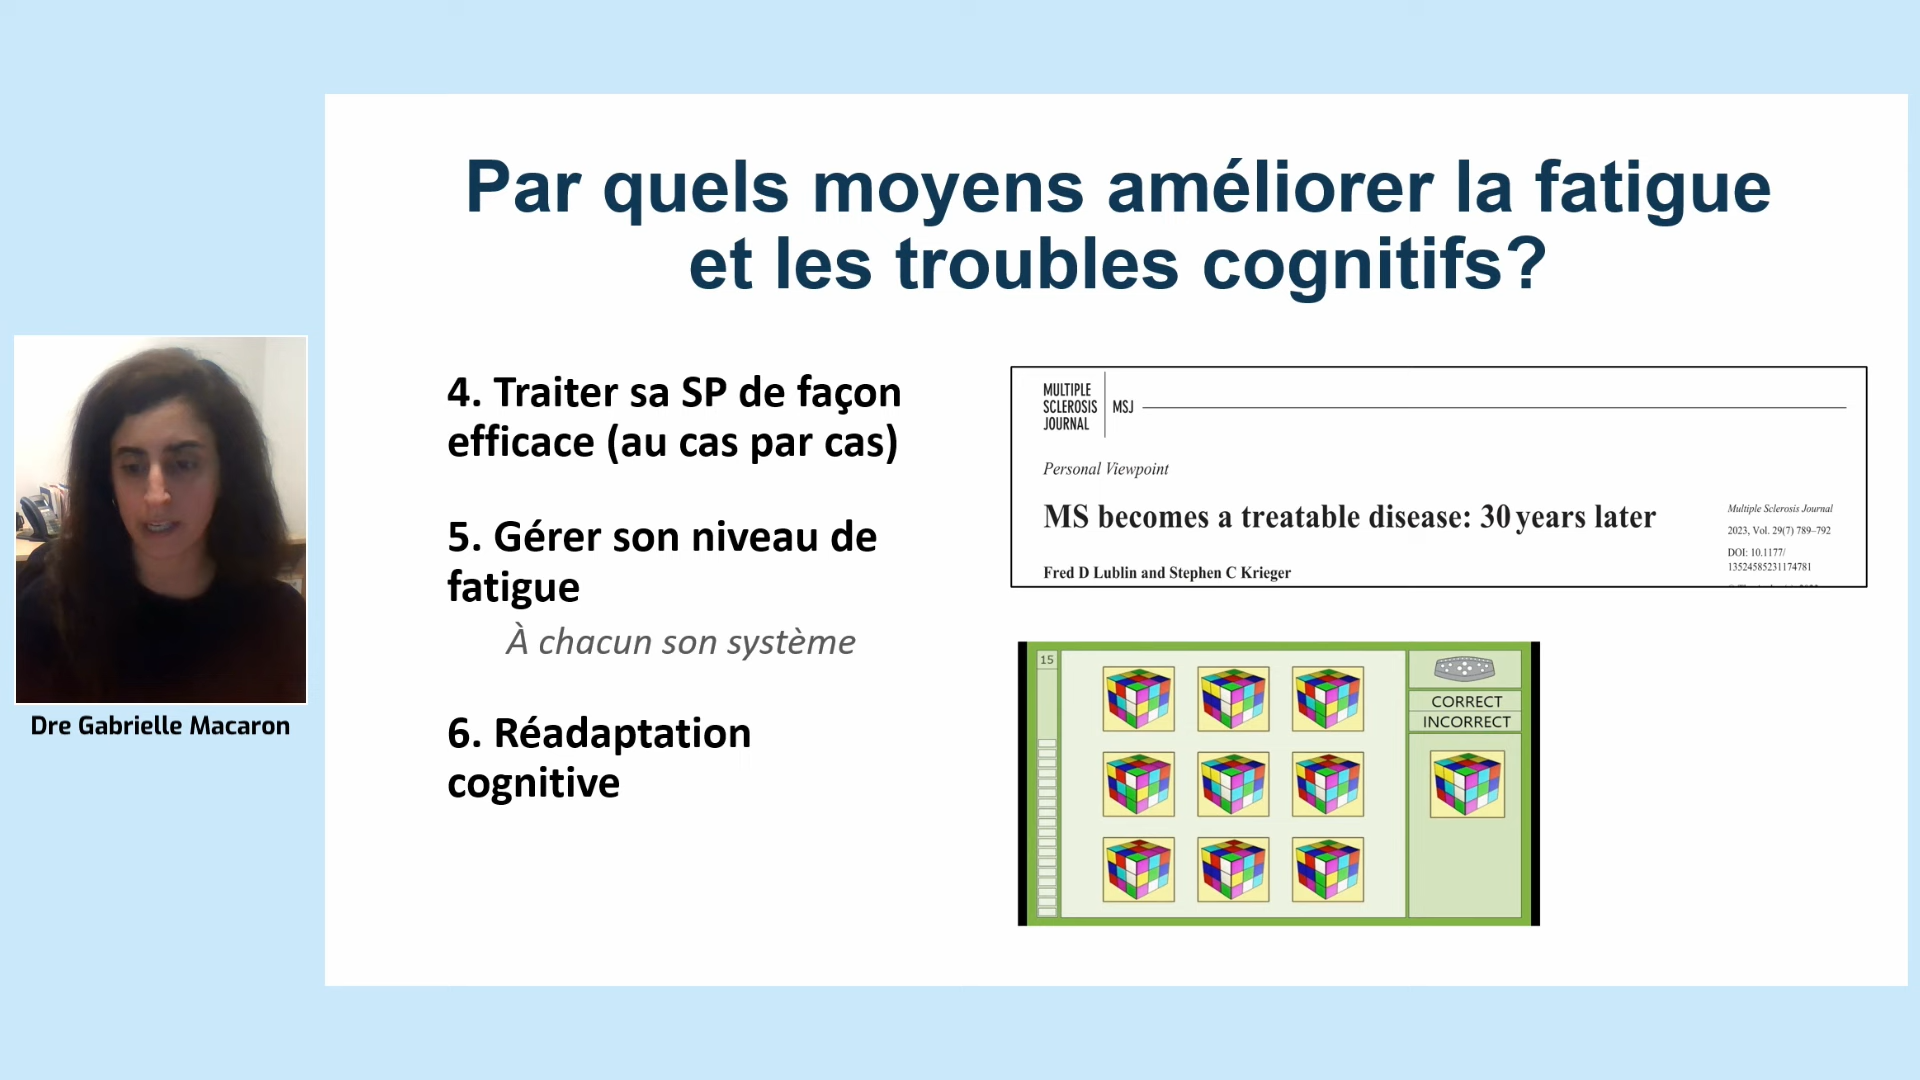 Par quels moyens améliorer la fatigue
et les troubles cognitifs?
4. Traiter sa SP de façon
efficace (au cas par cas)
5. Gérer son niveau de
fatigue
À chacun son système
6. Réadaptation
cognitive
MULTIPLE
SCLEROSIS
JOURNAL
MSJ
Personal Viewpoint
MS becomes a treatable disease: 30 years later
Fred D Lublin and Stephen C Krieger
Multiple Sclerosis Journal
2023, Vol. 29(7) 789–792
DOI: 10.1177/
13524585231174781
15
CORRECT
INCORRECT
Dre Gabrielle Macaron